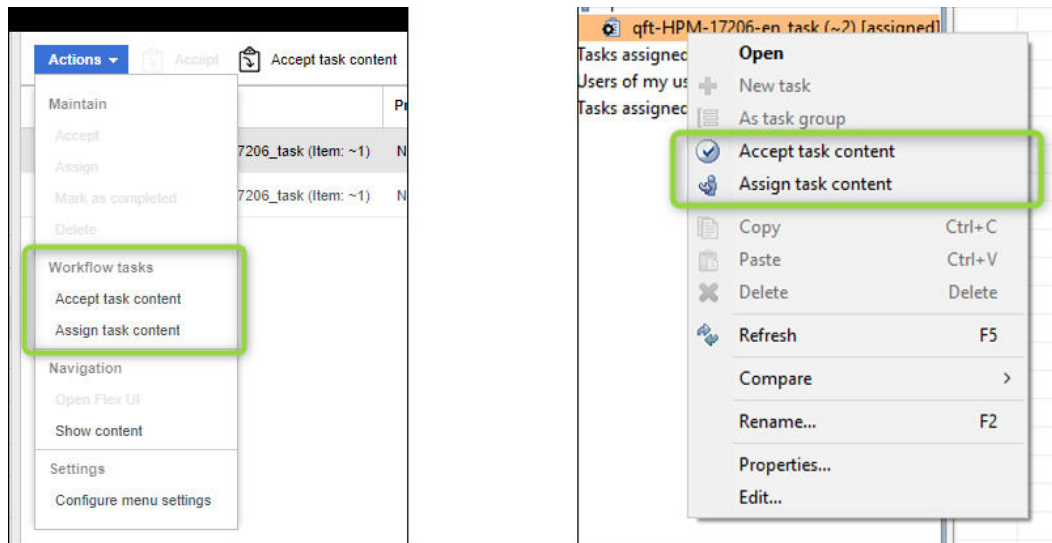 Actions Accept Accept task content
Maintain
Accept
7206_task (Item: ~1) N
Assign
Mark as completed 7206_task (Item: ~1) N
Delete
Workflow tasks
Accept task content
Assign task content
Navigation
Open Flex UI
Show content
Settings
Configure menu settings
qft-HPM-17206-en_task (~2) [assigned]
Tasks assigned
Users of my us
Tasks assigned
Open
New task
As task group
Accept task content
Assign task content
Copy Ctrl+C
Paste Ctrl+V
Delete Delete
Refresh F5
Compare >
Rename... F2
Properties...
Edit...